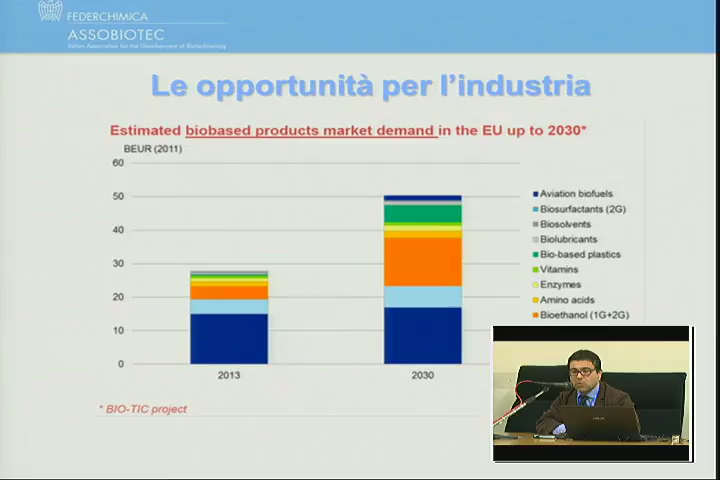 FEDERCHIMICA
ASSOBIOTEC
Italian Association for the Development of Biotechnology
Le opportunità per l'industria
Estimated biobased products market demand in the EU up to 2030*
BEUR (2011)
60
50
40
30
20
10
0
2013
2030
Aviation biofuels
Biosurfactants (2G)
Biosolvents
Biolubricants
Bio-based plastics
Vitamins
Enzymes
Amino acids
Bioethanol (1G+2G)
* BIO-TIC project